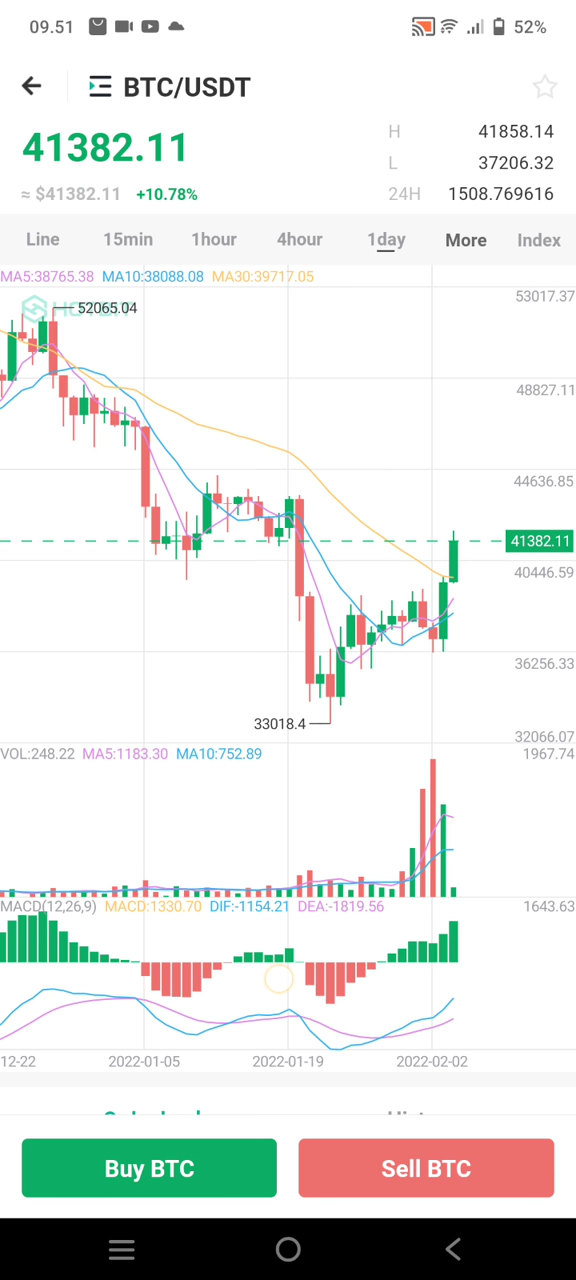 09.51 52%
BTC/USDT
41382.11
H 41858.14
L 37206.32
≈ $41382.11 +10.78%
24H 1508.769616
Line 15min 1hour 4hour 1day More Index
MA5:38765.38 MA10:38088.08 MA30:39717.05
53017.37
52065.04
48827.11
44636.85
41382.11
40446.59
36256.33
33018.4
32066.07
VOL:248.22 MA5:1183.30 MA10:752.89 1967.74
MACD(12,26,9) MACD:1330.70 DIF:-1154.21 DEA:-1819.56 1643.63
12-22 2022-01-05 2022-01-19 2022-02-02
Buy BTC Sell BTC